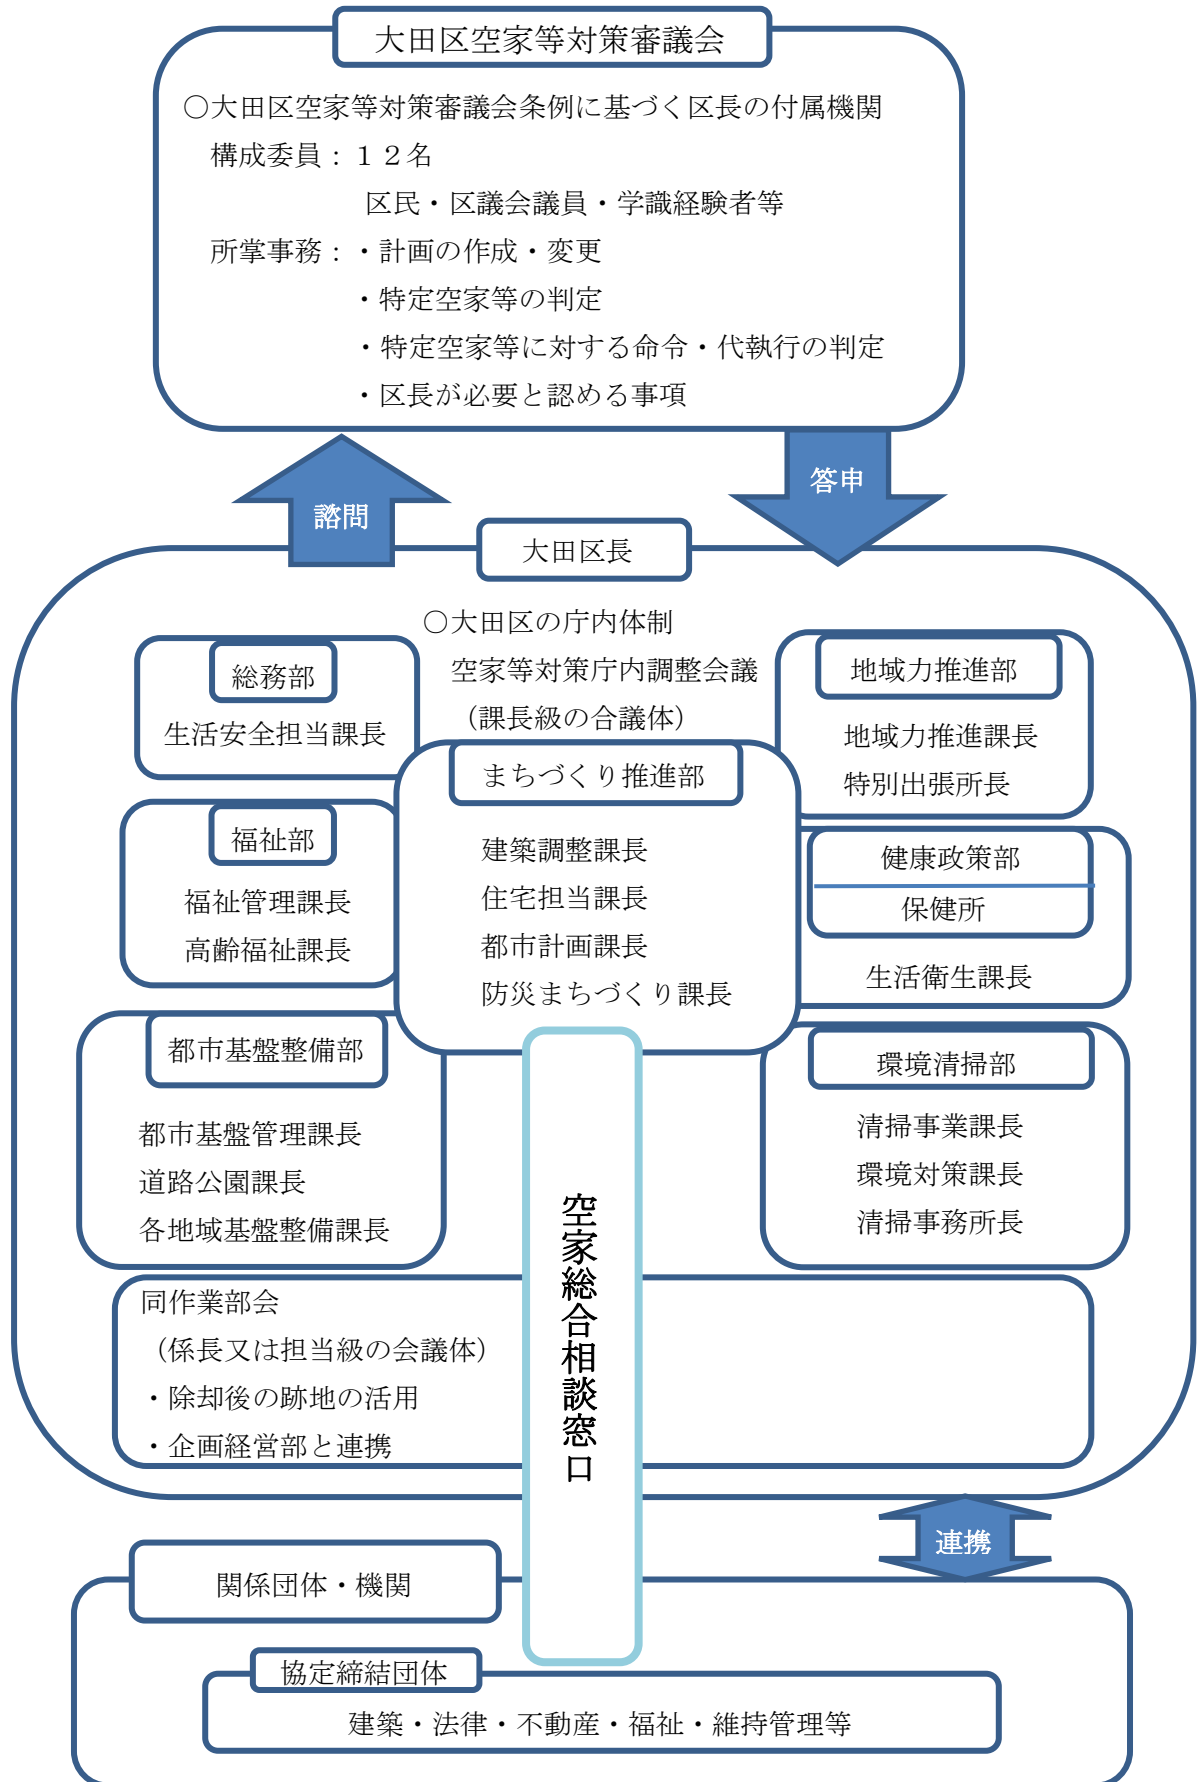 大田区空家等対策審議会
○大田区空家等対策審議会条例に基づく区長の付属機関
構成委員：１２名
区民・区議会議員・学識経験者等
所掌事務：・計画の作成・変更
・特定空家等の判定
・特定空家等に対する命令・代執行の判定
・区長が必要と認める事項
諮問
答申
大田区長
○大田区の庁内体制
空家等対策庁内調整会議
（課長級の合議体）
総務部
生活安全担当課長
福祉部
福祉管理課長
高齢福祉課長
都市基盤整備部
都市基盤管理課長
道路公園課長
各地域基盤整備課長
まちづくり推進部
建築調整課長
住宅担当課長
都市計画課長
防災まちづくり課長
地域力推進部
地域力推進課長
特別出張所長
健康政策部
保健所
生活衛生課長
環境清掃部
清掃事業課長
環境対策課長
清掃事務所長
同作業部会
（係長又は担当級の会議体）
・除却後の跡地の活用
・企画経営部と連携
空家総合相談窓口
連携
関係団体・機関
協定締結団体
建築・法律・不動産・福祉・維持管理等